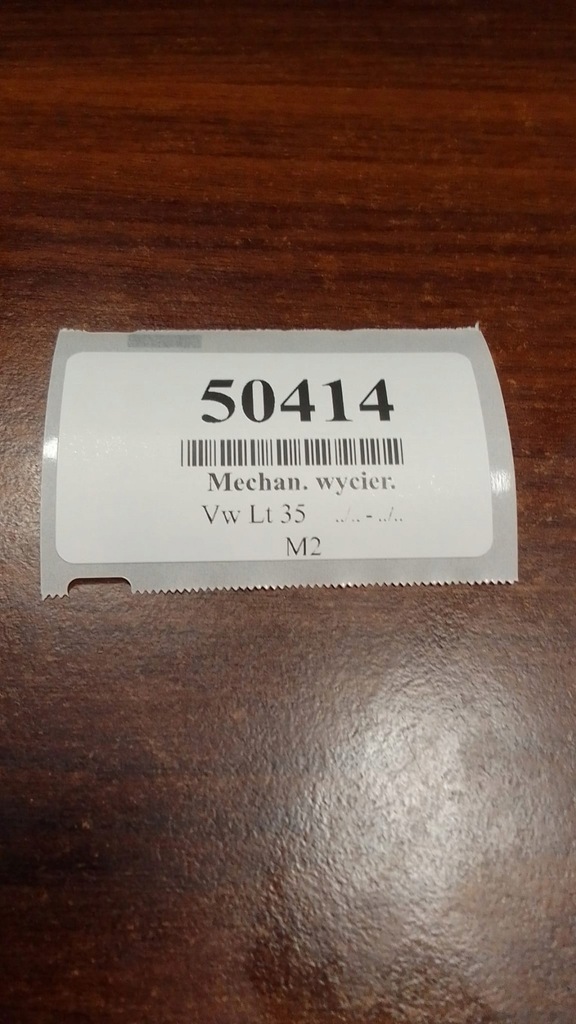 50414
Mechan. wycier.
Vw Lt 35 ../.. - ../..
M2